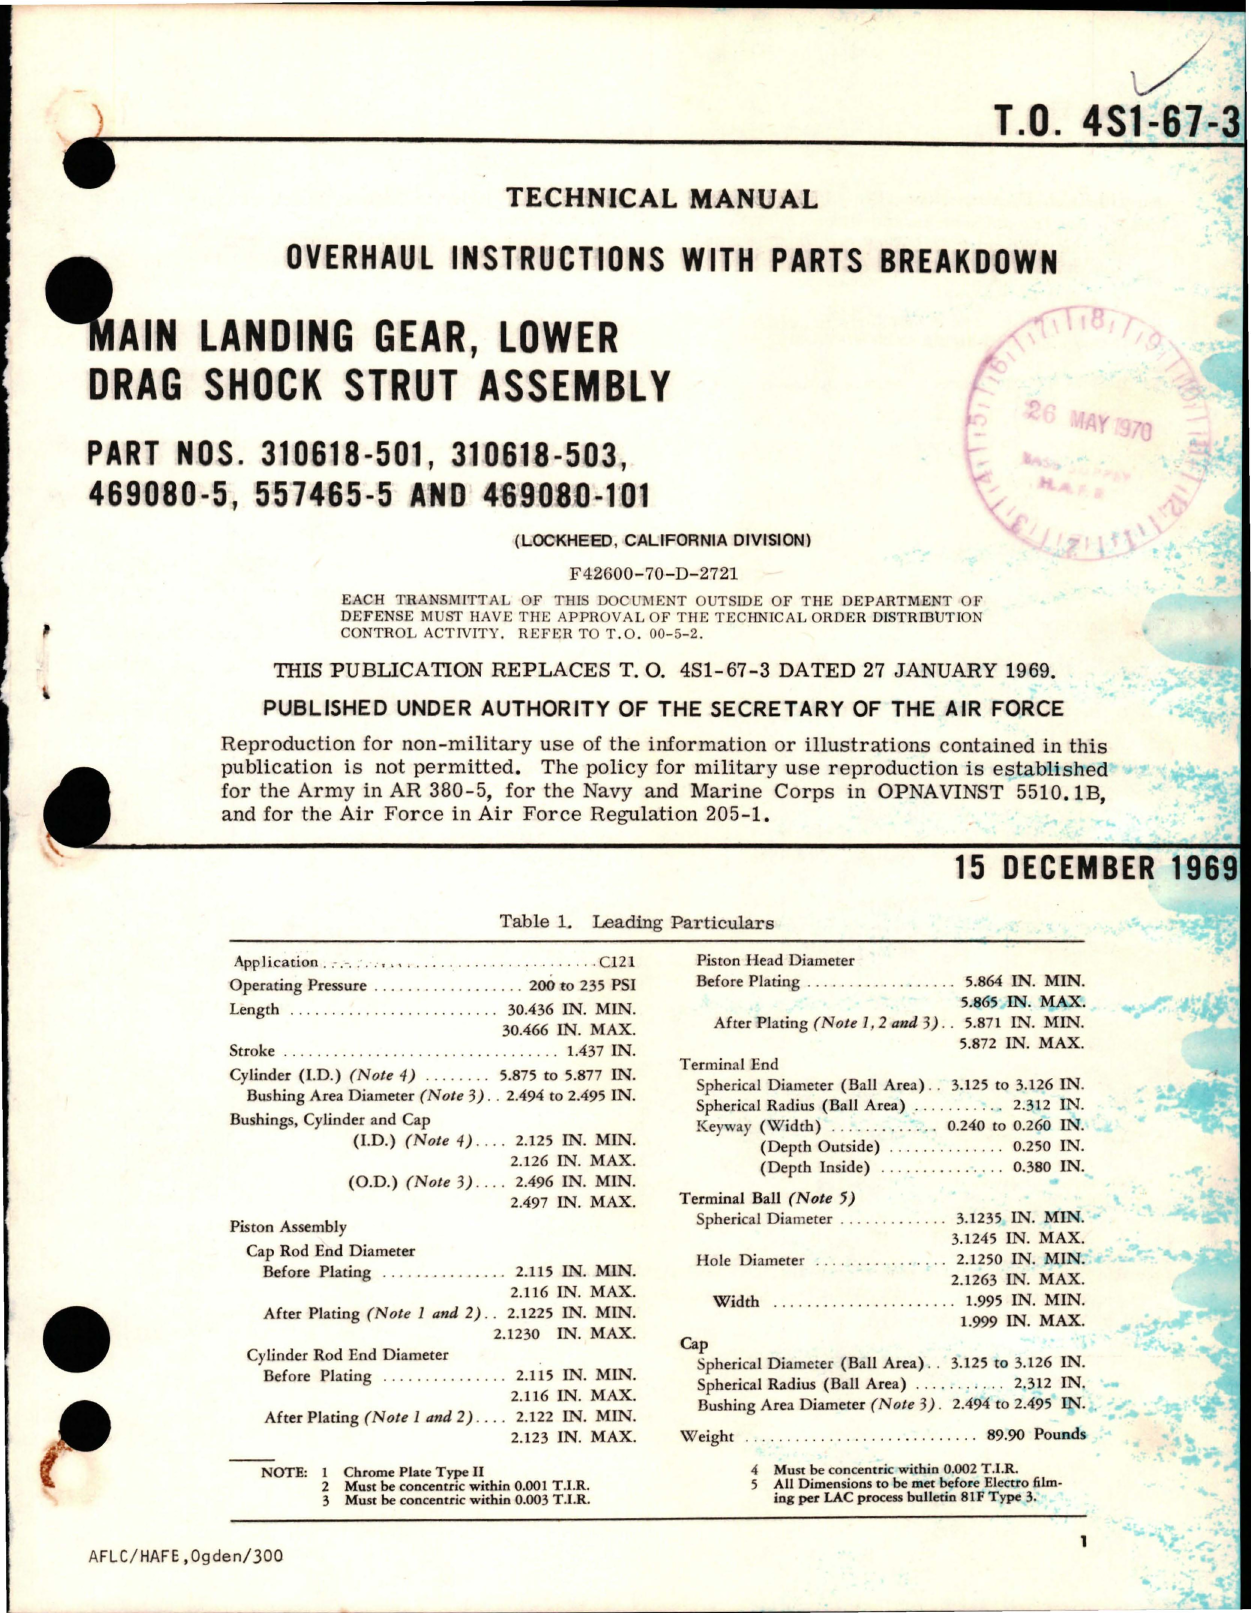 T.O. 4S1-67-3
TECHNICAL MANUAL
OVERHAUL INSTRUCTIONS WITH PARTS BREAKDOWN
MAIN LANDING GEAR, LOWER
DRAG SHOCK STRUT ASSEMBLY
PART NOS. 310618-501, 310618-503,
469080-5, 557465-5 AND 469080-101
26 MAY 1970
(LOCKHEED, CALIFORNIA DIVISION)
F42600-70-D-2721
EACH TRANSMITTAL OF THIS DOCUMENT OUTSIDE OF THE DEPARTMENT OF
DEFENSE MUST HAVE THE APPROVAL OF THE TECHNICAL ORDER DISTRIBUTION
CONTROL ACTIVITY. REFER TO T.O. 00-5-2.
THIS PUBLICATION REPLACES T. O. 4S1-67-3 DATED 27 JANUARY 1969.
PUBLISHED UNDER AUTHORITY OF THE SECRETARY OF THE AIR FORCE
Reproduction for non-military use of the information or illustrations contained in this
publication is not permitted. The policy for military use reproduction is established
for the Army in AR 380-5, for the Navy and Marine Corps in OPNAVINST 5510.1B,
and for the Air Force in Air Force Regulation 205-1.
15 DECEMBER 1969
Table 1. Leading Particulars
Application ................................ C121
Operating Pressure .................. 200 to 235 PSI
Length ......................... 30.436 IN. MIN.
30.466 IN. MAX.
Stroke ................................. 1.437 IN.
Cylinder (I.D.) (Note 4) ........ 5.875 to 5.877 IN.
Bushing Area Diameter (Note 3) .. 2.494 to 2.495 IN.
Bushings, Cylinder and Cap
(I.D.) (Note 4) .... 2.125 IN. MIN.
2.126 IN. MAX.
(O.D.) (Note 3) .... 2.496 IN. MIN.
2.497 IN. MAX.
Piston Assembly
Cap Rod End Diameter
Before Plating ............... 2.115 IN. MIN.
2.116 IN. MAX.
After Plating (Note 1 and 2) .. 2.1225 IN. MIN.
2.1230 IN. MAX.
Cylinder Rod End Diameter
Before Plating ............... 2.115 IN. MIN.
2.116 IN. MAX.
After Plating (Note 1 and 2) .... 2.122 IN. MIN.
2.123 IN. MAX.
Piston Head Diameter
Before Plating .................. 5.864 IN. MIN.
5.865 IN. MAX.
After Plating (Note 1, 2 and 3) .. 5.871 IN. MIN.
5.872 IN. MAX.
Terminal End
Spherical Diameter (Ball Area) .. 3.125 to 3.126 IN.
Spherical Radius (Ball Area) ........... 2.312 IN.
Keyway (Width) ............. 0.240 to 0.260 IN.
(Depth Outside) .............. 0.250 IN.
(Depth Inside) ............... 0.380 IN.
Terminal Ball (Note 5)
Spherical Diameter ............. 3.1235 IN. MIN.
3.1245 IN. MAX.
Hole Diameter ................ 2.1250 IN. MIN.
2.1263 IN. MAX.
Width ...................... 1.995 IN. MIN.
1.999 IN. MAX.
Cap
Spherical Diameter (Ball Area) .. 3.125 to 3.126 IN.
Spherical Radius (Ball Area) ........... 2.312 IN.
Bushing Area Diameter (Note 3) . 2.494 to 2.495 IN.
Weight ............................ 89.90 Pounds
NOTE: 1 Chrome Plate Type II
2 Must be concentric within 0.001 T.I.R.
3 Must be concentric within 0.003 T.I.R.
4 Must be concentric within 0.002 T.I.R.
5 All Dimensions to be met before Electro film-
ing per LAC process bulletin 81F Type 3.
1
AFLC/HAFE,Ogden/300